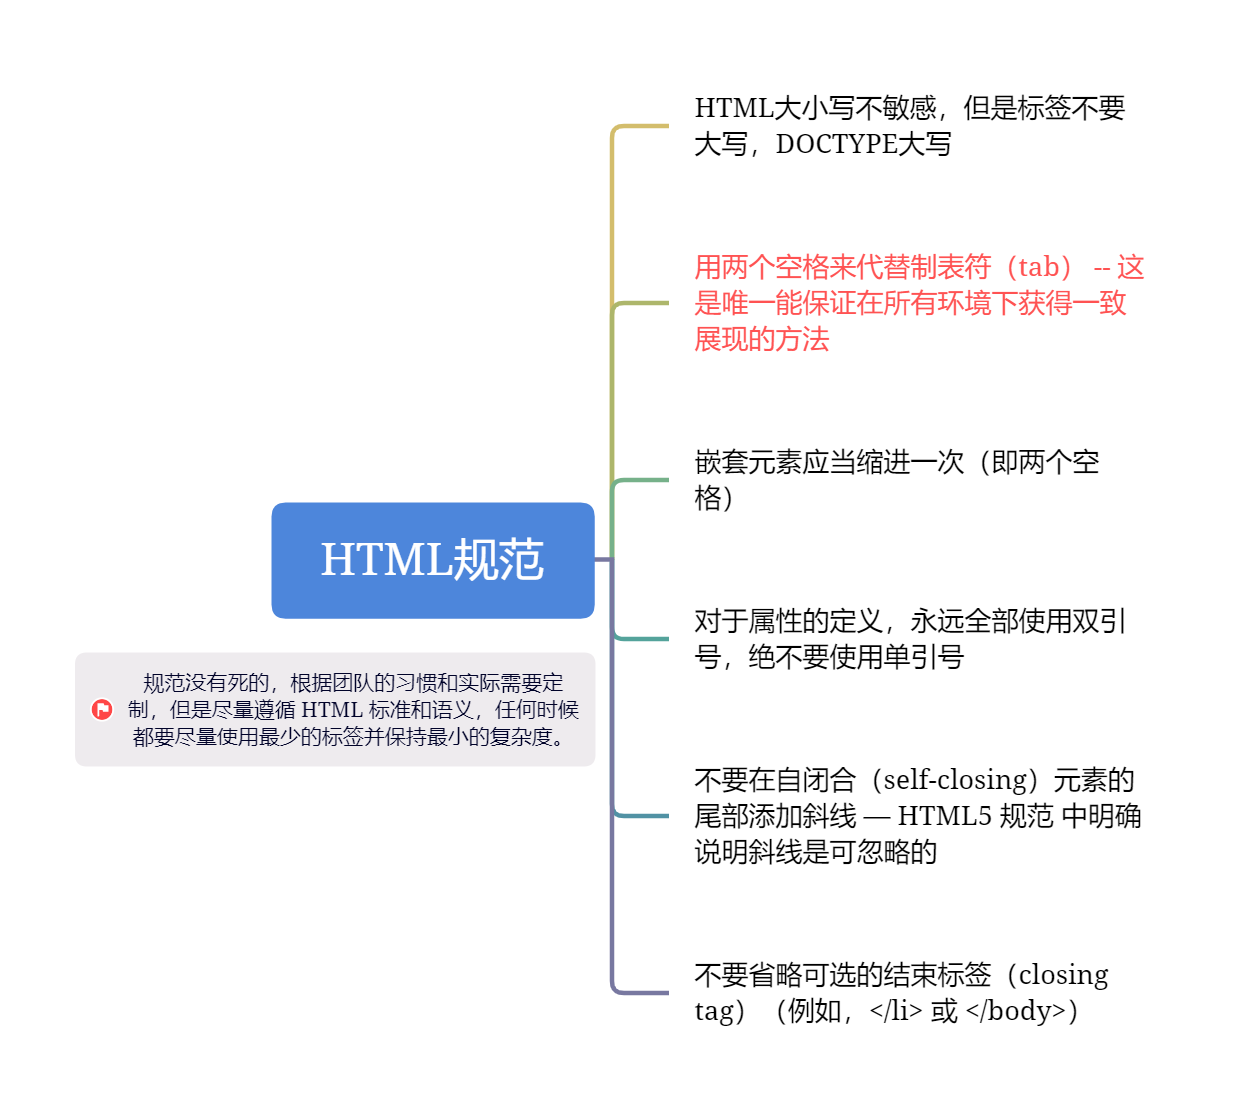 HTML规范
规范没有死的，根据团队的习惯和实际需要定
制，但是尽量遵循 HTML 标准和语义，任何时候
都要尽量使用最少的标签并保持最小的复杂度。
HTML大小写不敏感，但是标签不要
大写，DOCTYPE大写
用两个空格来代替制表符（tab） -- 这
是唯一能保证在所有环境下获得一致
展现的方法
嵌套元素应当缩进一次（即两个空
格）
对于属性的定义，永远全部使用双引
号，绝不要使用单引号
不要在自闭合（self-closing）元素的
尾部添加斜线 — HTML5 规范 中明确
说明斜线是可忽略的
不要省略可选的结束标签（closing
tag）（例如，</li> 或 </body>）